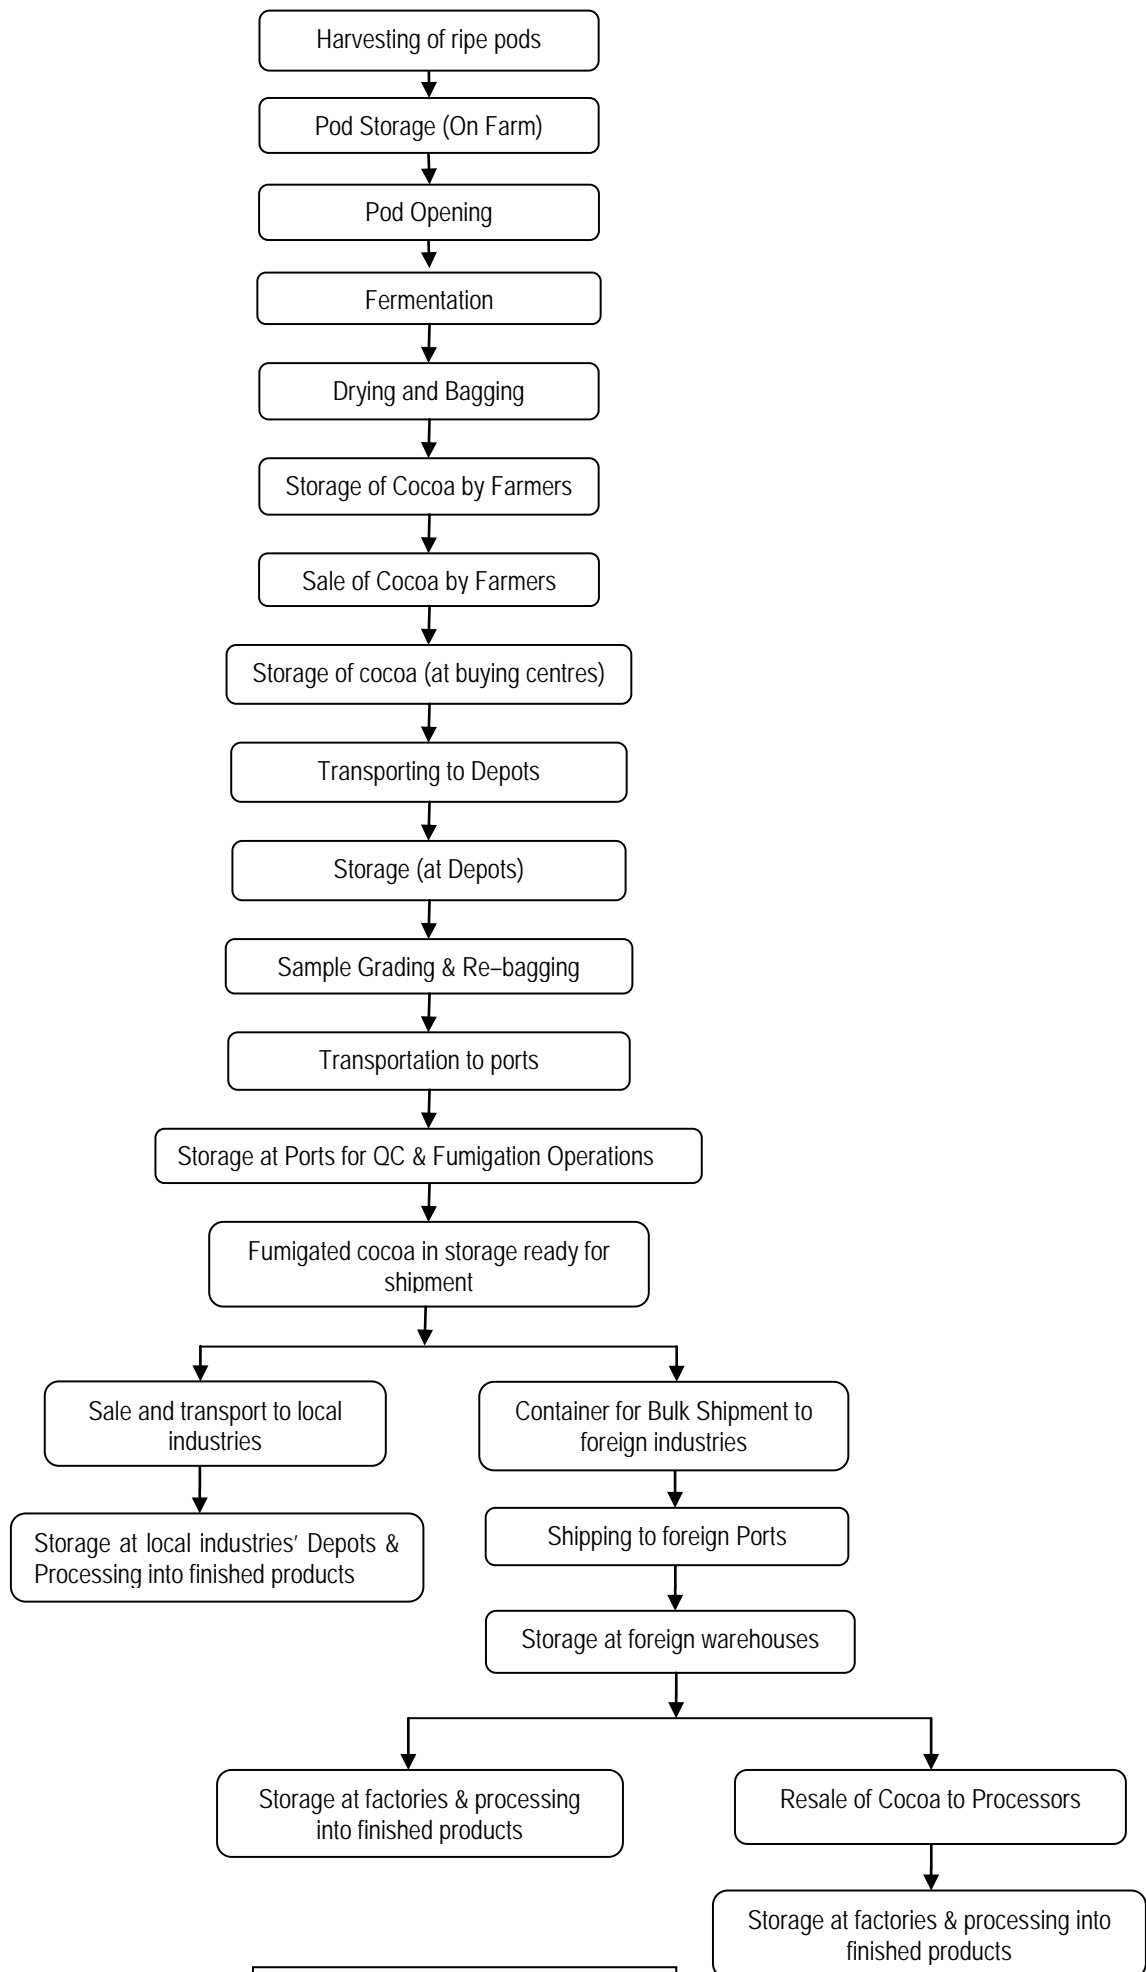 Harvesting of ripe pods
Pod Storage (On Farm)
Pod Opening
Fermentation
Drying and Bagging
Storage of Cocoa by Farmers
Sale of Cocoa by Farmers
Storage of cocoa (at buying centres)
Transporting to Depots
Storage (at Depots)
Sample Grading & Re–bagging
Transportation to ports
Storage at Ports for QC & Fumigation Operations
Fumigated cocoa in storage ready for
shipment
Sale and transport to local
industries
Container for Bulk Shipment to
foreign industries
Storage at local industries’ Depots &
Processing into finished products
Shipping to foreign Ports
Storage at foreign warehouses
Storage at factories & processing
into finished products
Resale of Cocoa to Processors
Storage at factories & processing into
finished products